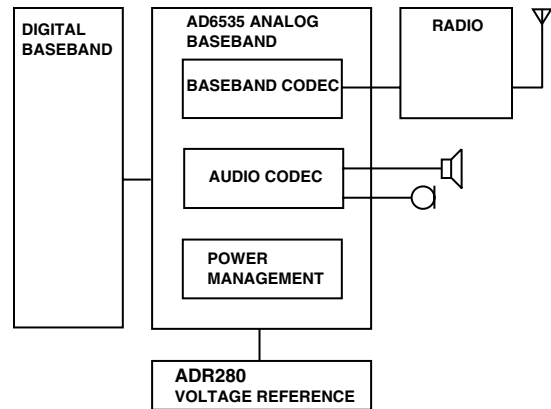 DIGITAL
BASEBAND
AD6535 ANALOG
BASEBAND
BASEBAND CODEC
RADIO
AUDIO CODEC
POWER
MANAGEMENT
ADR280
VOLTAGE REFERENCE